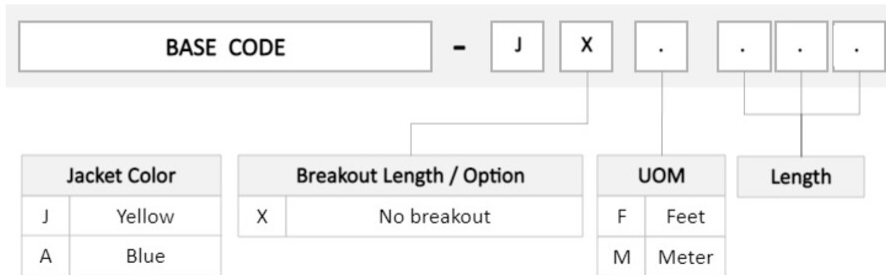 BASE CODE - J X . . . .
Jacket Color Breakout Length / Option UOM Length
J Yellow X No breakout F Feet
A Blue M Meter